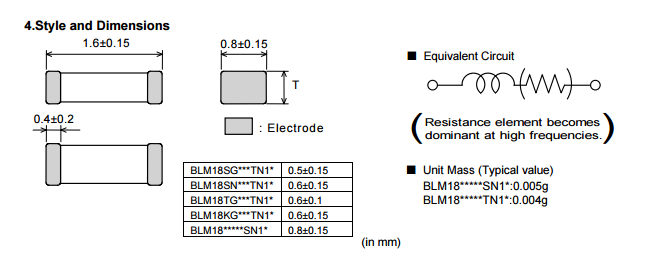 4.Style and Dimensions
1.6±0.15
0.8±0.15
T
0.4±0.2
: Electrode
BLM18SG***TN1* 0.5±0.15
BLM18SN***TN1* 0.6±0.15
BLM18TG***TN1* 0.6±0.1
BLM18KG***TN1* 0.6±0.15
BLM18*****SN1* 0.8±0.15
(in mm)
■ Equivalent Circuit
(Resistance element becomes
dominant at high frequencies.)
■ Unit Mass (Typical value)
BLM18*****SN1*:0.005g
BLM18*****TN1*:0.004g